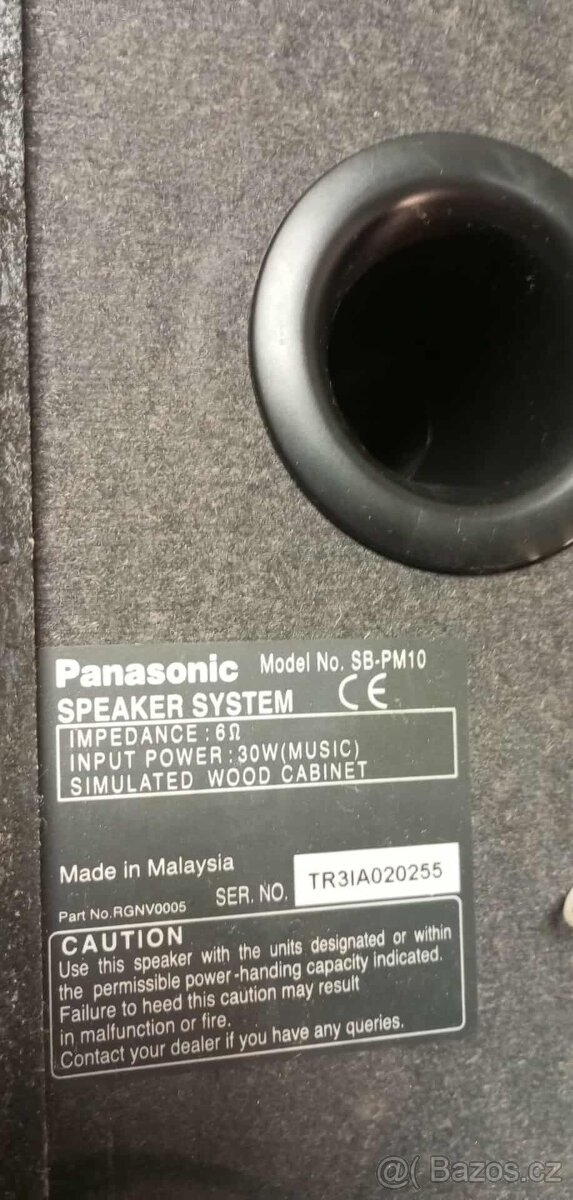 Panasonic Model No. SB-PM10
SPEAKER SYSTEM CE
IMPEDANCE : 6Ω
INPUT POWER : 30W(MUSIC)
SIMULATED WOOD CABINET
Made in Malaysia
Part No.RGNV0005 SER. NO. TR3IA020255
CAUTION
Use this speaker with the units designated or within
the permissible power-handing capacity indicated.
Failure to heed this caution may result
in malfunction or fire.
Contact your dealer if you have any queries.
@ Bazos.cz